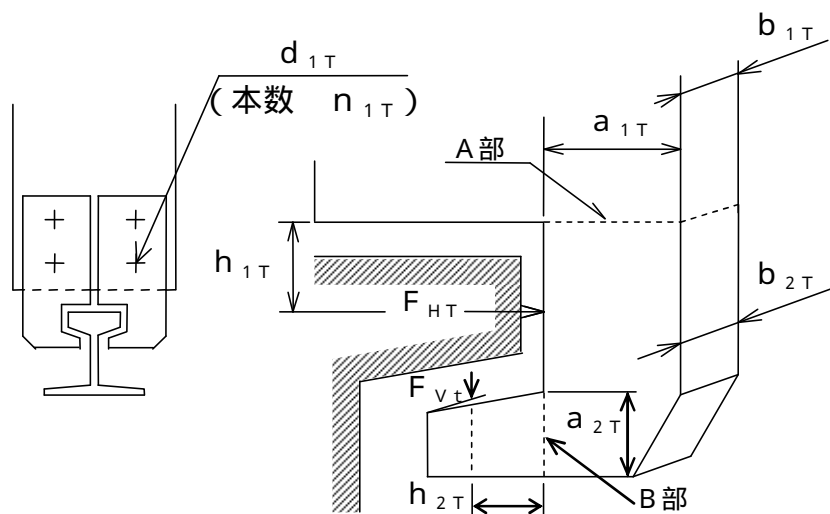 d 1T
(本数 n 1T)
b 1T
a 1T
A部
h 1T
F HT
b 2T
F Vt
a 2T
h 2T
B部